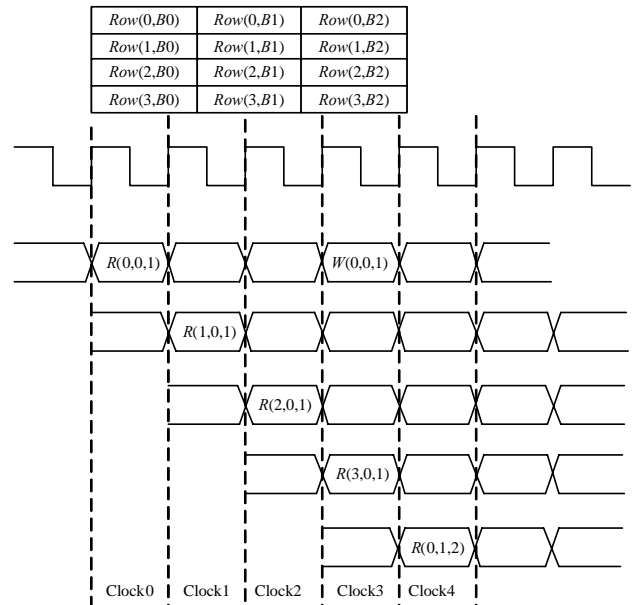 Row(0,B0) Row(0,B1) Row(0,B2)
Row(1,B0) Row(1,B1) Row(1,B2)
Row(2,B0) Row(2,B1) Row(2,B2)
Row(3,B0) Row(3,B1) Row(3,B2)
R(0,0,1) W(0,0,1)
R(1,0,1)
R(2,0,1)
R(3,0,1)
R(0,1,2)
Clock0 Clock1 Clock2 Clock3 Clock4